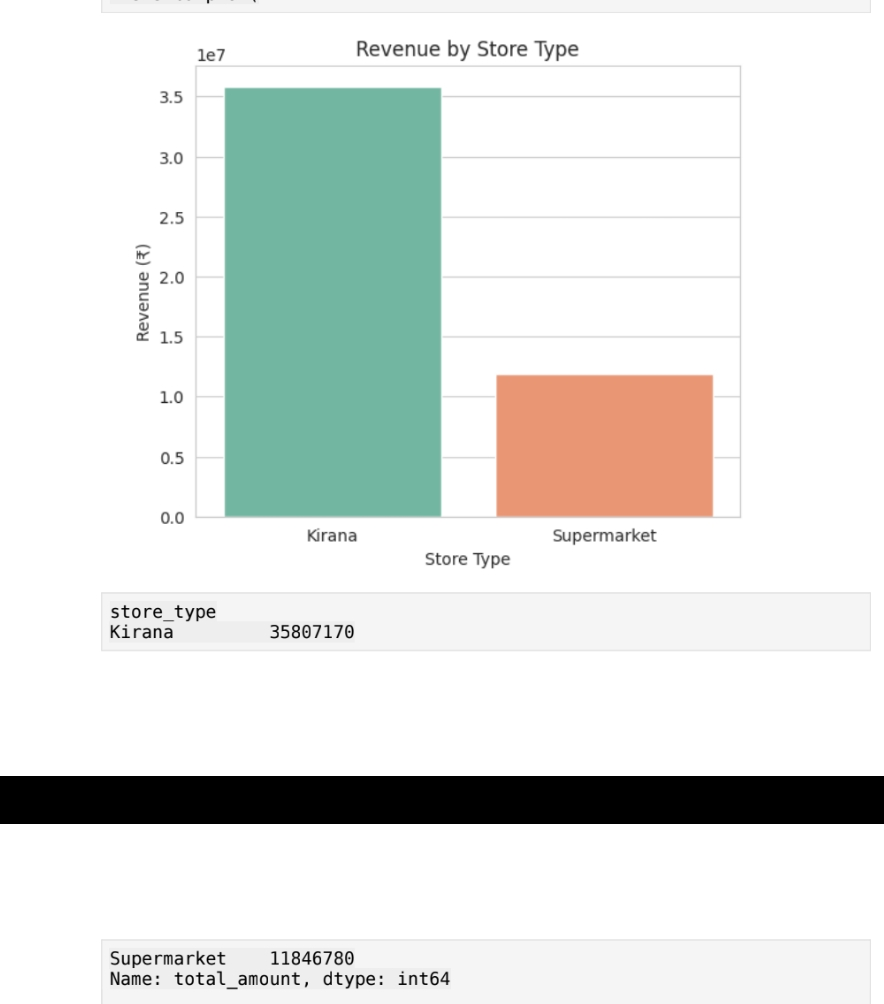 Revenue by Store Type
1e7
3.5
3.0
2.5
2.0
1.5
1.0
0.5
0.0
Revenue (₹)
Kirana Supermarket
Store Type
store_type
Kirana         35807170
Supermarket    11846780
Name: total_amount, dtype: int64